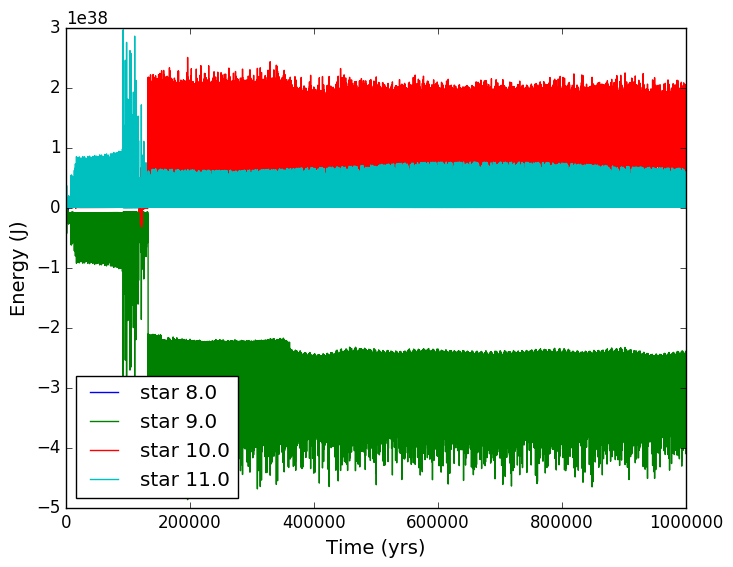 1e38
3
2
1
0
−1
−2
−3
−4
−5
Energy (J)
star 8.0
star 9.0
star 10.0
star 11.0
0 200000 400000 600000 800000 1000000
Time (yrs)